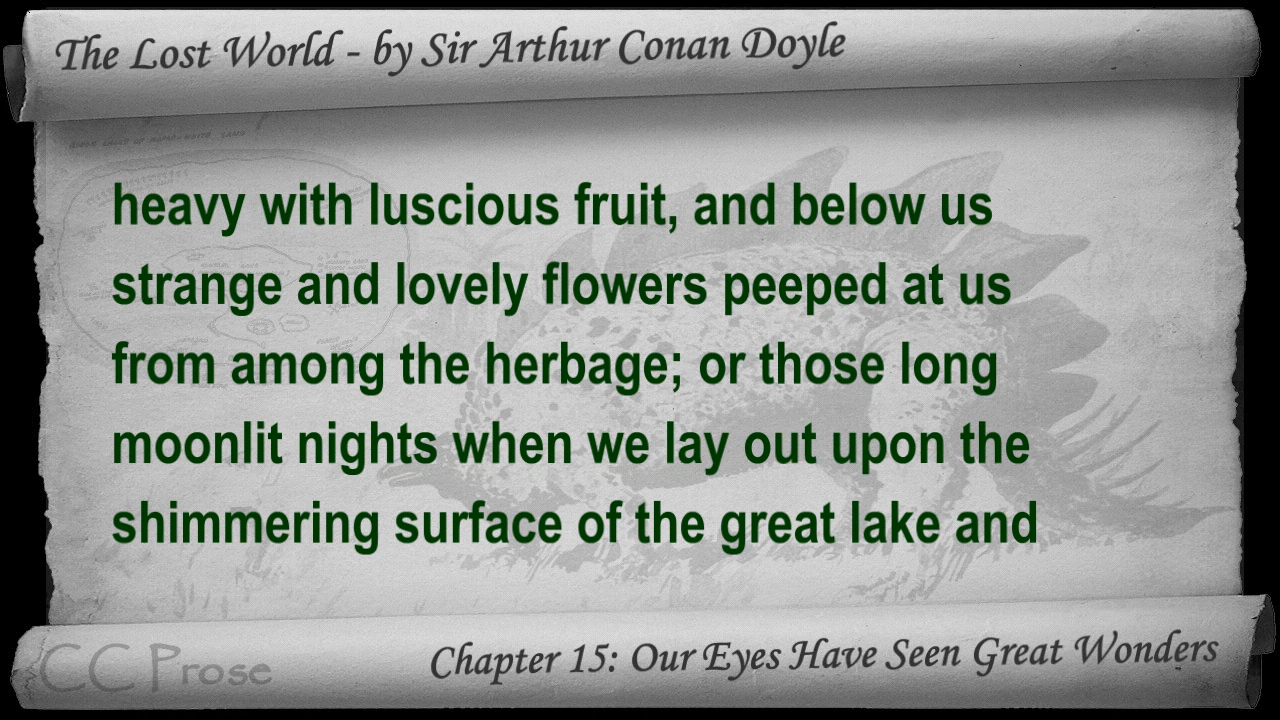 The Lost World - by Sir Arthur Conan Doyle
heavy with luscious fruit, and below us
strange and lovely flowers peeped at us
from among the herbage; or those long
moonlit nights when we lay out upon the
shimmering surface of the great lake and
CC Prose
Chapter 15: Our Eyes Have Seen Great Wonders